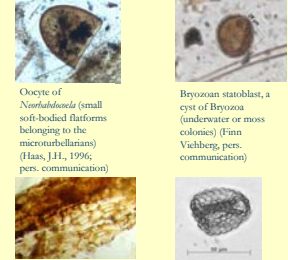 Oocyte of
Neorhabdocoela (small
soft-bodied flatforms
belonging to the
microturbellarians)
(Haas, J.H., 1996;
pers. communication)
Bryozoan statoblast, a
cyst of Bryozoa
(underwater or moss
colonies) (Finn
Viehberg, pers.
communication)